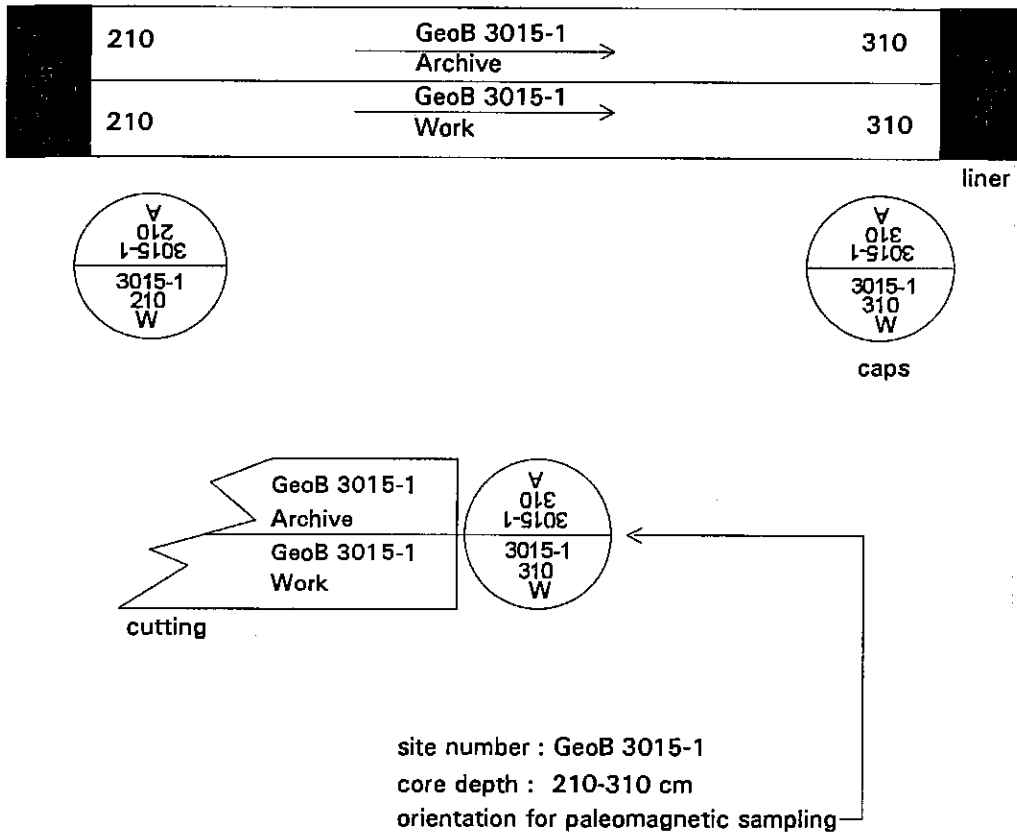 210
GeoB 3015-1
Archive
310
210
GeoB 3015-1
Work
310
liner
A
210
3015-1
3015-1
210
W
A
310
3015-1
3015-1
310
W
caps
GeoB 3015-1
Archive
GeoB 3015-1
Work
cutting
A
310
3015-1
3015-1
310
W
site number : GeoB 3015-1
core depth : 210-310 cm
orientation for paleomagnetic sampling